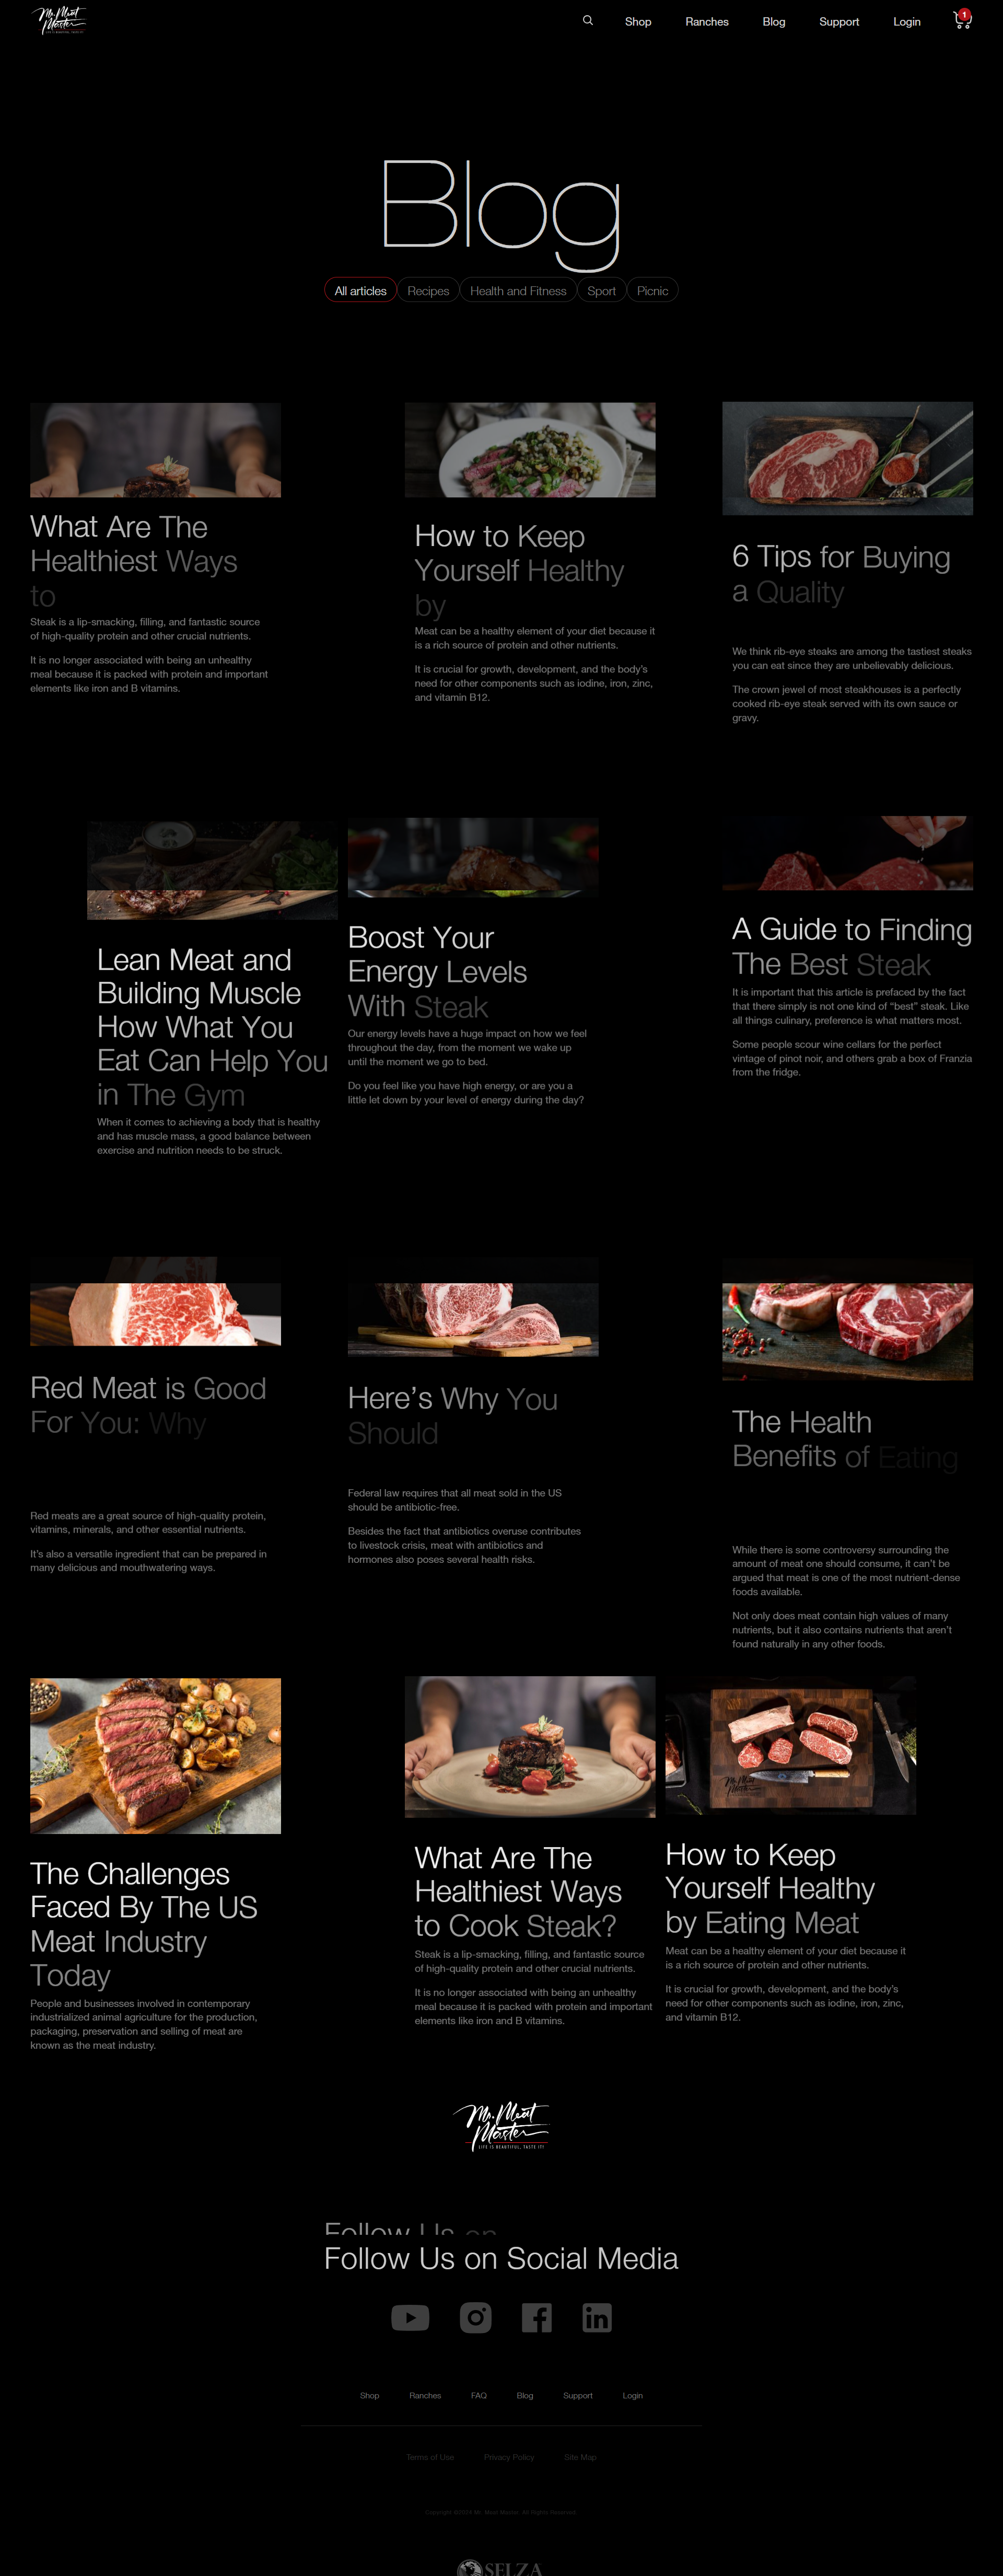 Mr. Meat
Master
Shop
Ranches
Blog
Support
Login
1
Blog
All articles
Recipes
Health and Fitness
Sport
Picnic
What Are The
Healthiest Ways
to
Steak is a lip-smacking, filling, and fantastic source
of high-quality protein and other crucial nutrients.
It is no longer associated with being an unhealthy
meal because it is packed with protein and important
elements like iron and B vitamins.
How to Keep
Yourself Healthy
by
Meat can be a healthy element of your diet because it
is a rich source of protein and other nutrients.
It is crucial for growth, development, and the body's
need for other components such as iodine, iron, zinc,
and vitamin B12.
6 Tips for Buying
a Quality
We think rib-eye steaks are among the tastiest steaks
you can eat since they are unbelievably delicious.
The crown jewel of most steakhouses is a perfectly
cooked rib-eye steak served with its own sauce or
gravy.
Lean Meat and
Building Muscle
How What You
Eat Can Help You
in The Gym
When it comes to achieving a body that is healthy
and has muscle mass, a good balance between
exercise and nutrition needs to be struck.
Boost Your
Energy Levels
With Steak
Our energy levels have a huge impact on how we feel
throughout the day, from the moment we wake up
until the moment we go to bed.
Do you feel like you have high energy, or are you a
little let down by your level of energy during the day?
A Guide to Finding
The Best Steak
It is important that this article is prefaced by the fact
that there simply is not one kind of “best” steak. Like
all things culinary, preference is what matters most.
Some people scour wine cellars for the perfect
vintage of pinot noir, and others grab a box of Franzia
from the fridge.
Red Meat is Good
For You: Why
Red meats are a great source of high-quality protein,
vitamins, minerals, and other essential nutrients.
It's also a versatile ingredient that can be prepared in
many delicious and mouthwatering ways.
Here's Why You
Should
Federal law requires that all meat sold in the US
should be antibiotic-free.
Besides the fact that antibiotics overuse contributes
to livestock crisis, meat with antibiotics and
hormones also poses several health risks.
The Health
Benefits of Eating
While there is some controversy surrounding the
amount of meat one should consume, it can't be
argued that meat is one of the most nutrient-dense
foods available.
Not only does meat contain high values of many
nutrients, but it also contains nutrients that aren't
found naturally in any other foods.
The Challenges
Faced By The US
Meat Industry
Today
People and businesses involved in contemporary
industrialized animal agriculture for the production,
packaging, preservation and selling of meat are
known as the meat industry.
What Are The
Healthiest Ways
to Cook Steak?
Steak is a lip-smacking, filling, and fantastic source
of high-quality protein and other crucial nutrients.
It is no longer associated with being an unhealthy
meal because it is packed with protein and important
elements like iron and B vitamins.
Mr. Meat
Master
How to Keep
Yourself Healthy
by Eating Meat
Meat can be a healthy element of your diet because it
is a rich source of protein and other nutrients.
It is crucial for growth, development, and the body's
need for other components such as iodine, iron, zinc,
and vitamin B12.
Mr. Meat
Master
LIFE IS BEAUTIFUL, TASTE IT!
Follow Us on
Follow Us on Social Media
Shop
Ranches
FAQ
Blog
Support
Login
Terms of Use
Privacy Policy
Site Map
SELZA